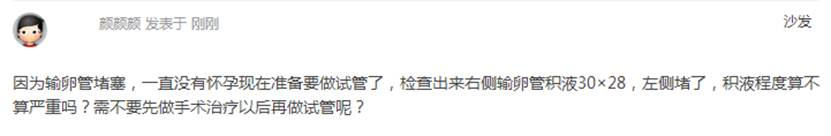 颜颜颜 发表于 刚刚
沙发
因为输卵管堵塞，一直没有怀孕现在准备要做试管了，检查出来右侧输卵管积液30×28，左侧堵了，积液程度算不
算严重吗？需不要先做手术治疗以后再做试管呢？